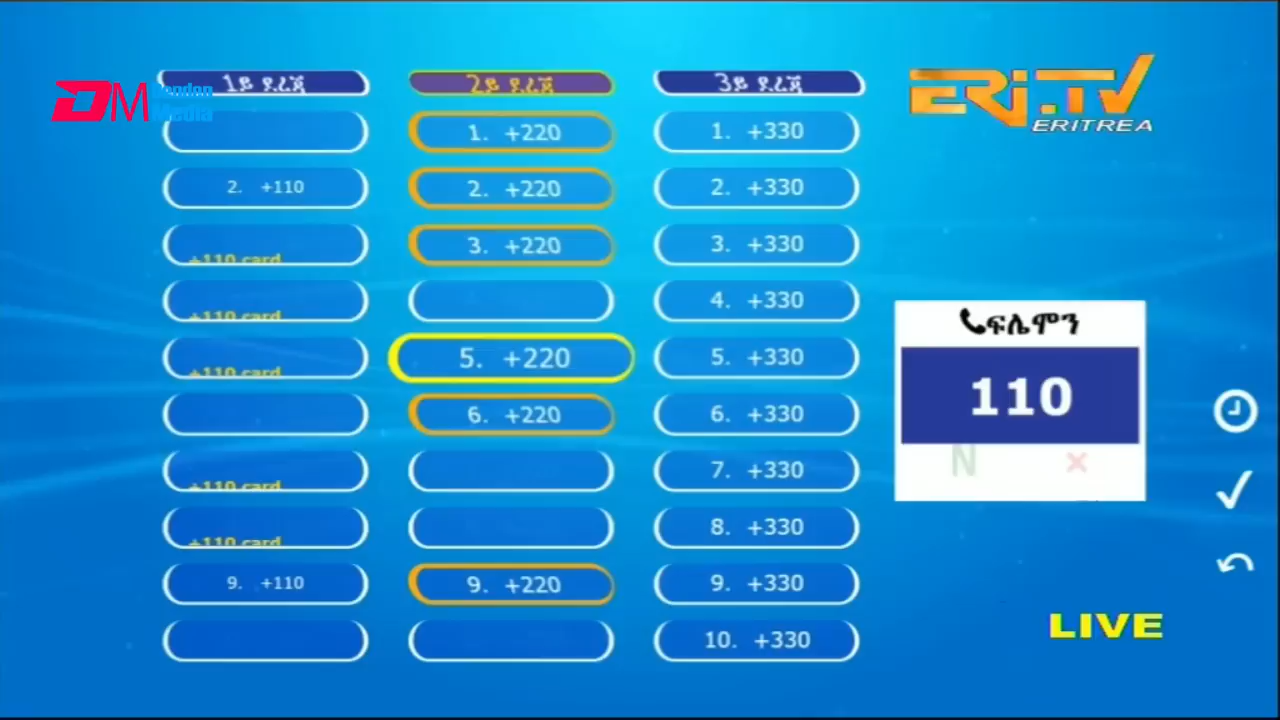 1ይ ደረጃ
2ይ ደረጃ
3ይ ደረጃ
DM
London
Media
ERi.TV
ERITREA
1. +220
1. +330
2. +110
2. +220
2. +330
+110 card
3. +220
3. +330
+110 card
4. +330
+110 card
5. +220
5. +330
6. +220
6. +330
+110 card
7. +330
+110 card
8. +330
9. +110
9. +220
9. +330
10. +330
ፍሌሞን
110
N
LIVE